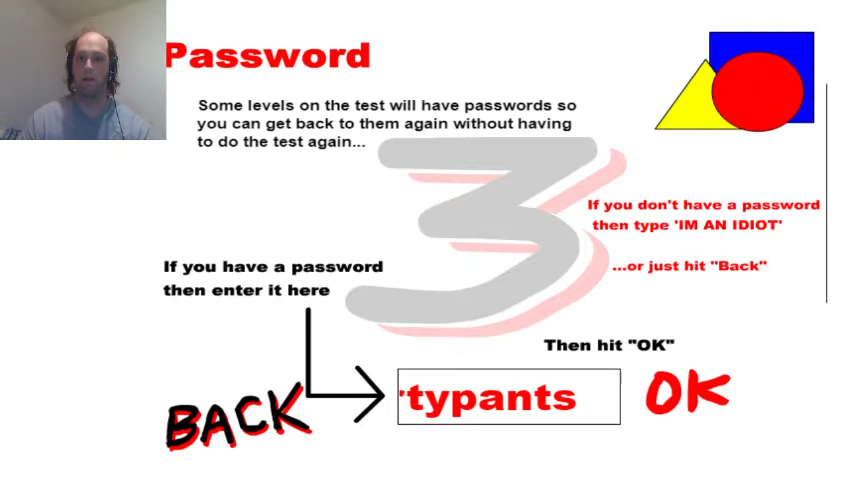 Password
Some levels on the test will have passwords so
you can get back to them again without having
to do the test again...
3
If you don't have a password
then type 'IM AN IDIOT'
...or just hit "Back"
If you have a password
then enter it here
Then hit "OK"
typants
OK
BACK